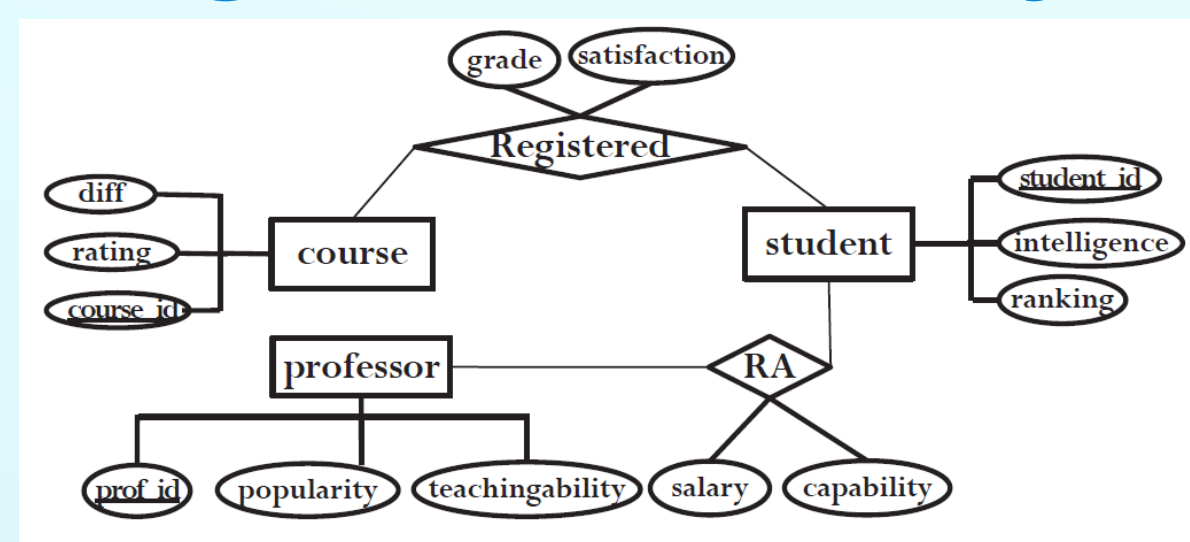 grade
satisfaction
Registered
diff
rating
course_id
course
student
student_id
intelligence
ranking
professor
RA
prof_id
popularity
teachingability
salary
capability